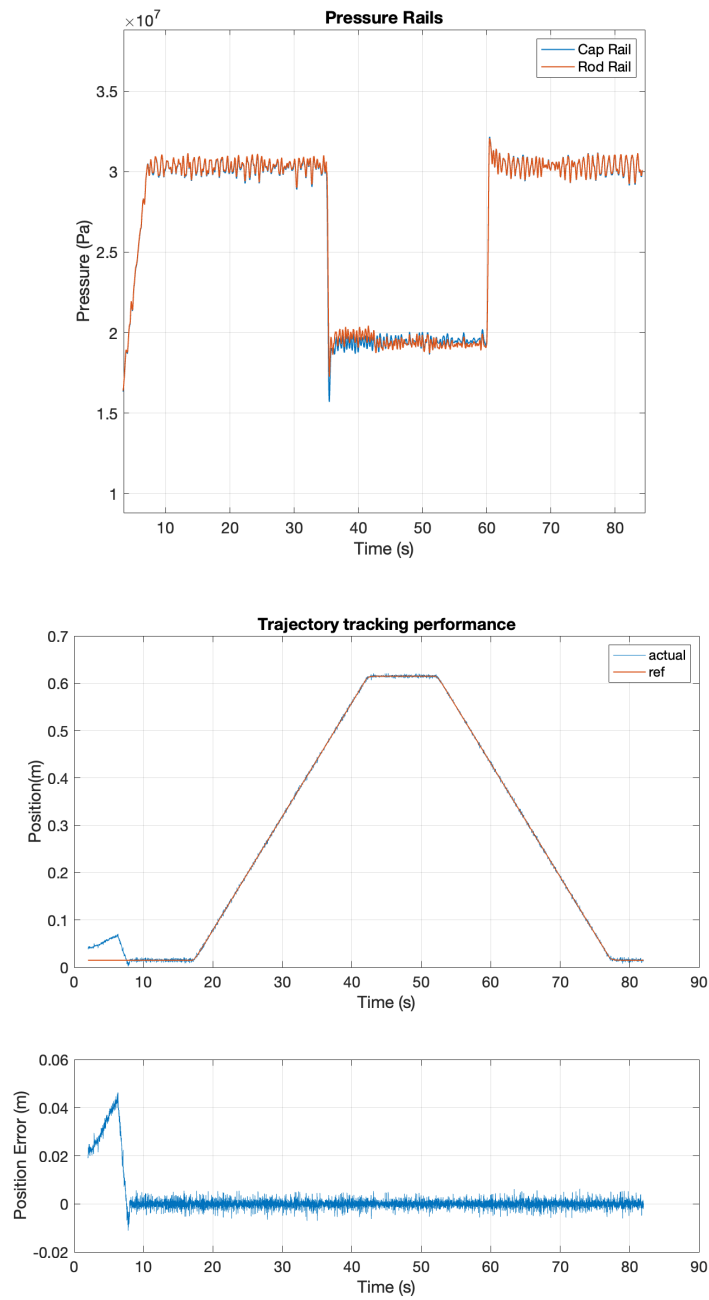 Pressure Rails
×10⁷
Cap Rail
Rod Rail
3.5
3
2.5
2
1.5
1
Pressure (Pa)
10 20 30 40 50 60 70 80
Time (s)
Trajectory tracking performance
actual
ref
0.7
0.6
0.5
0.4
0.3
0.2
0.1
0
Position(m)
0 10 20 30 40 50 60 70 80 90
Time (s)
0.06
0.04
0.02
0
-0.02
Position Error (m)
0 10 20 30 40 50 60 70 80 90
Time (s)